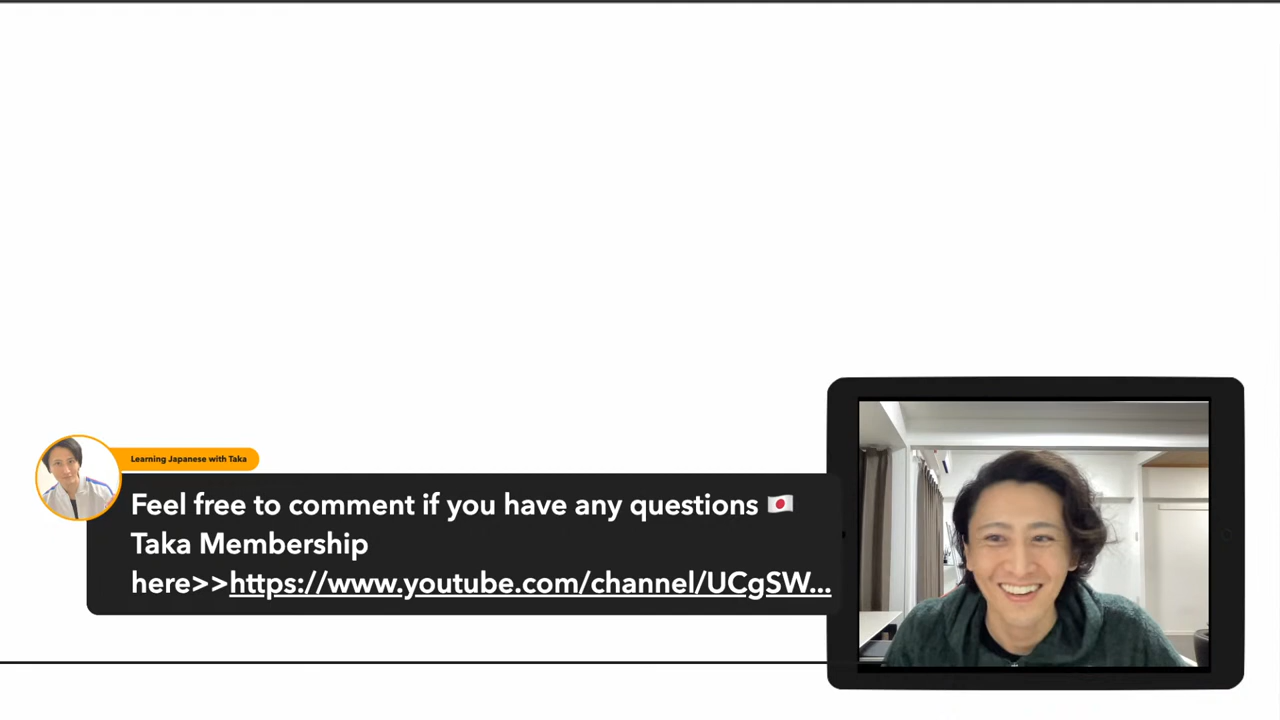 Learning Japanese with Taka
Feel free to comment if you have any questions 🇯🇵
Taka Membership
here>>https://www.youtube.com/channel/UCgSW...